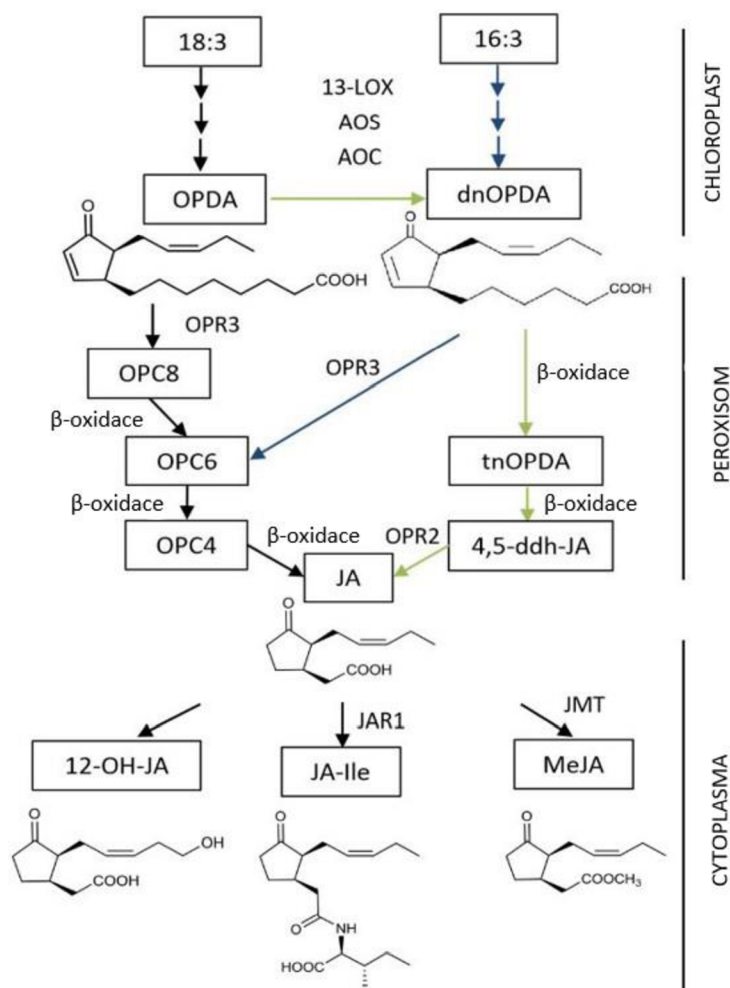 18:3
16:3
13-LOX
AOS
AOC
OPDA
dnOPDA
O
COOH
O
COOH
CHLOROPLAST
OPR3
OPC8
β-oxidace
OPC6
β-oxidace
OPC4
β-oxidace
OPR3
β-oxidace
tnOPDA
β-oxidace
OPR2
4,5-ddh-JA
JA
PEROXISOM
O
COOH
JAR1
JMT
12-OH-JA
JA-Ile
MeJA
O
OH
COOH
O
O
NH
HOOC
O
COOCH₃
CYTOPLASMA